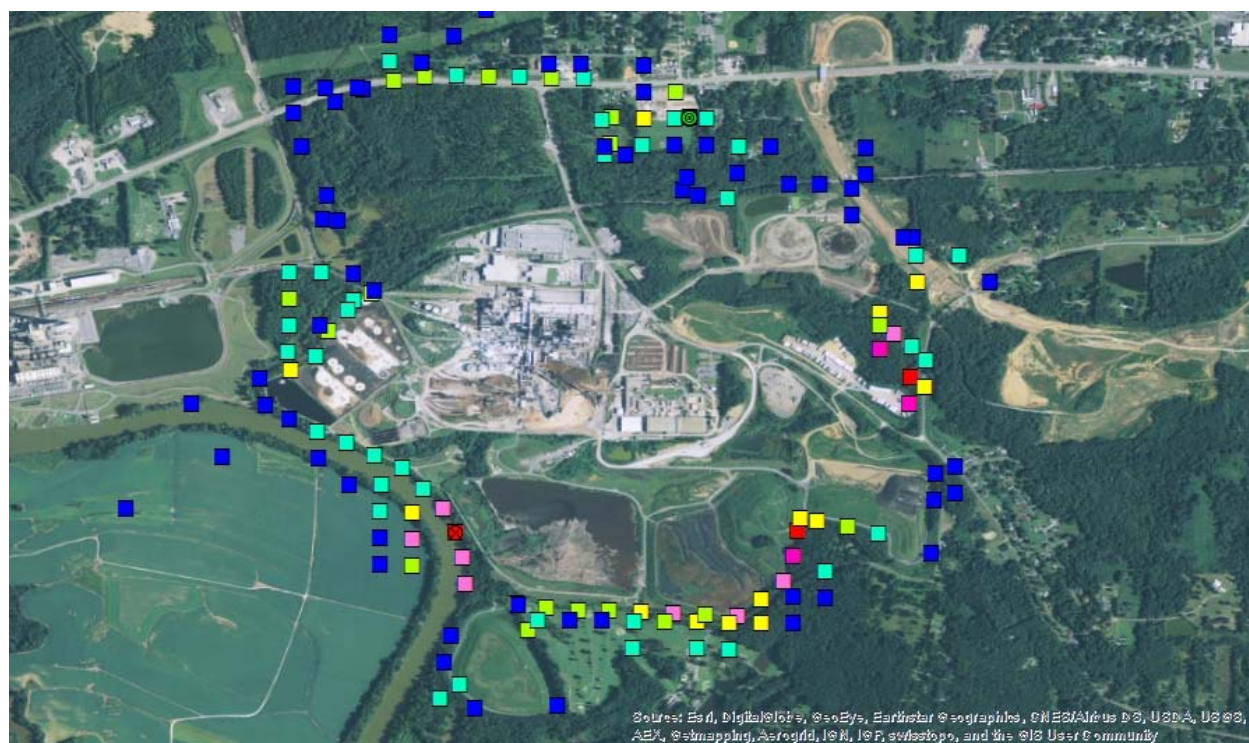 Source: Esri, DigitalGlobe, GeoEye, Earthstar Geographics, CNES/Airbus DS, USDA, USGS,
AEX, Getmapping, Aerogrid, IGN, IGP, swisstopo, and the GIS User Community